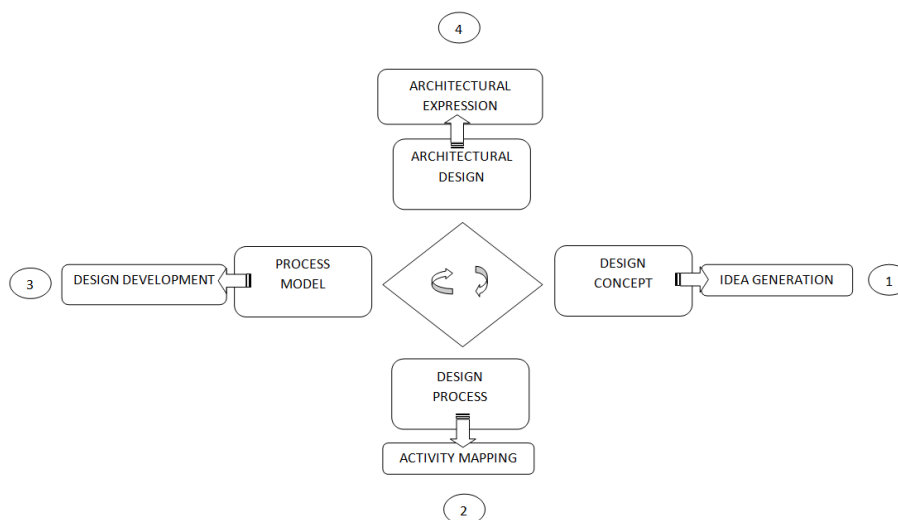 4
ARCHITECTURAL
EXPRESSION
ARCHITECTURAL
DESIGN
3
DESIGN DEVELOPMENT
PROCESS
MODEL
DESIGN
CONCEPT
IDEA GENERATION
1
DESIGN
PROCESS
ACTIVITY MAPPING
2